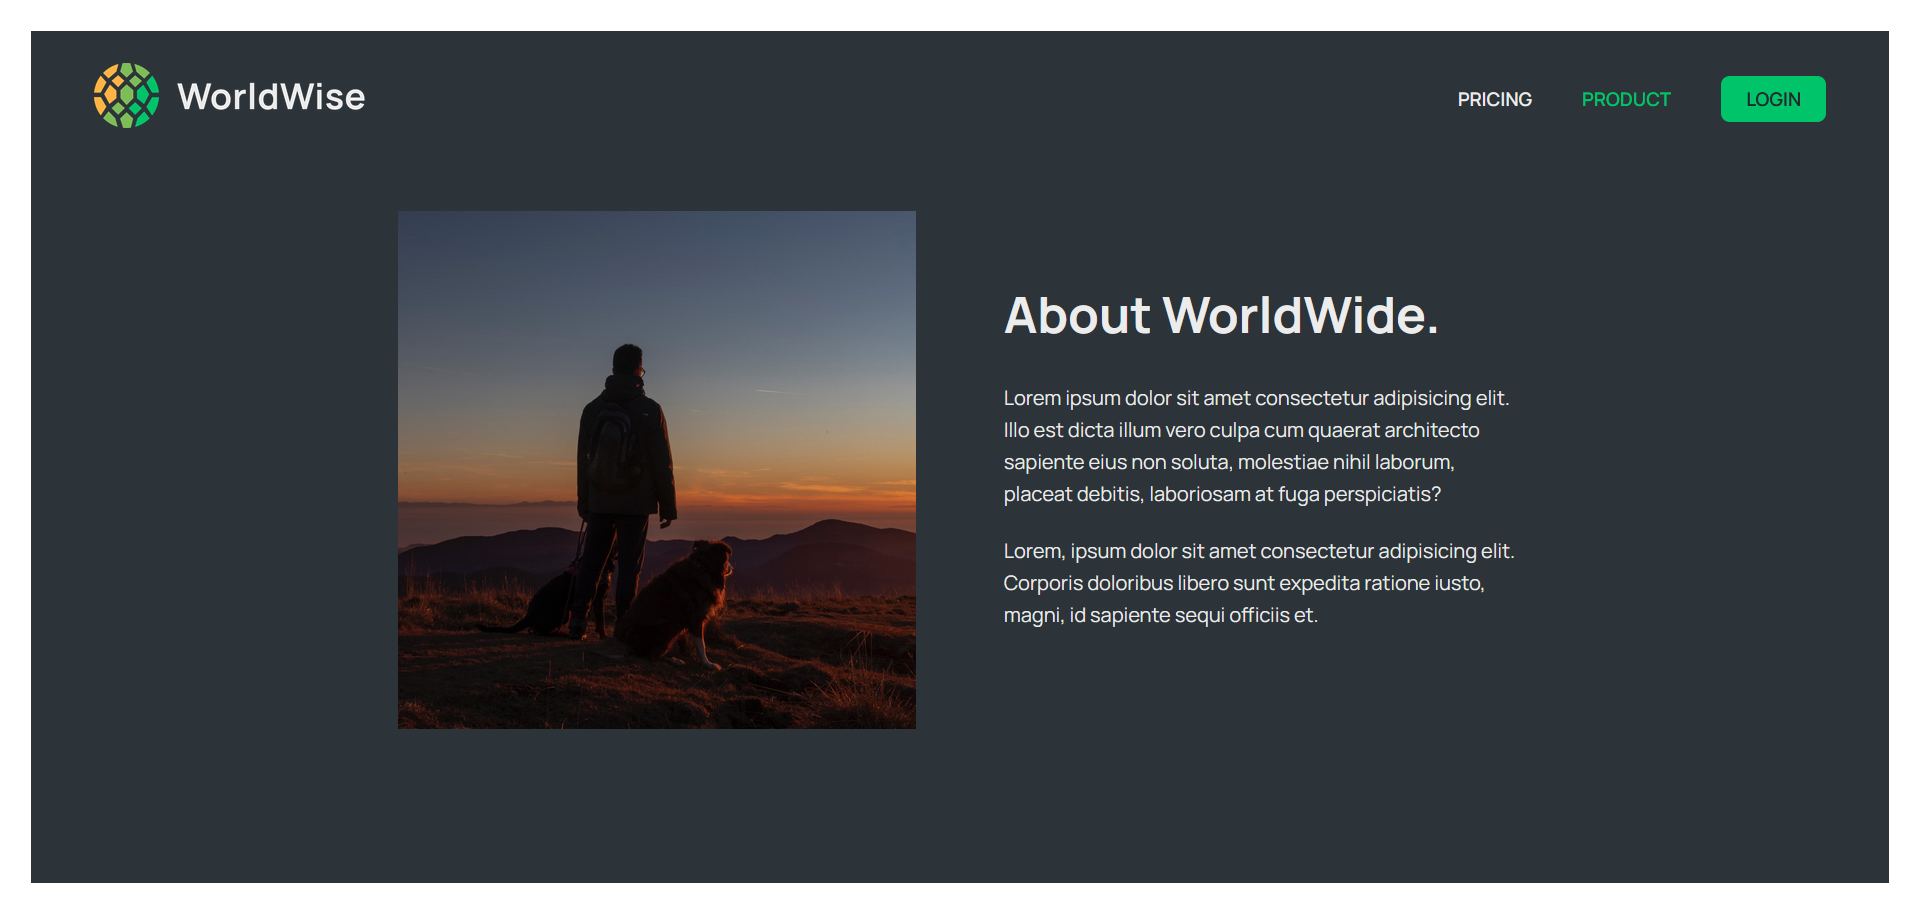 WorldWise
PRICING
PRODUCT
LOGIN
About WorldWide.
Lorem ipsum dolor sit amet consectetur adipisicing elit.
Illo est dicta illum vero culpa cum quaerat architecto
sapiente eius non soluta, molestiae nihil laborum,
placeat debitis, laboriosam at fuga perspiciatis?
Lorem, ipsum dolor sit amet consectetur adipisicing elit.
Corporis doloribus libero sunt expedita ratione iusto,
magni, id sapiente sequi officiis et.